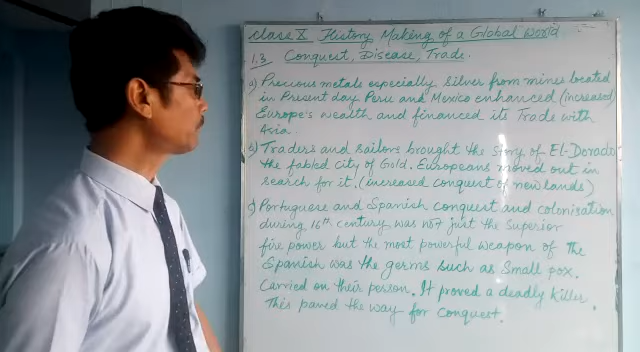 Class X History Making of a Global World
1.3 Conquest, Disease, Trade.
a) Precious metals especially silver from mines located
in Present day Peru and Mexico enhanced (increased)
Europe's wealth and financed its Trade with
Asia.
b) Traders and sailors brought the story of El-Dorado
the fabled City of Gold. Europeans moved out in
search for it. (increased conquest of new lands)
c) Portuguese and Spanish conquest and colonisation
during 16th century was not just the Superior
fire power but the most powerful weapon of the
Spanish was the germs such as Small pox.
Carried on their person. It proved a deadly killer.
This paved the way for conquest.